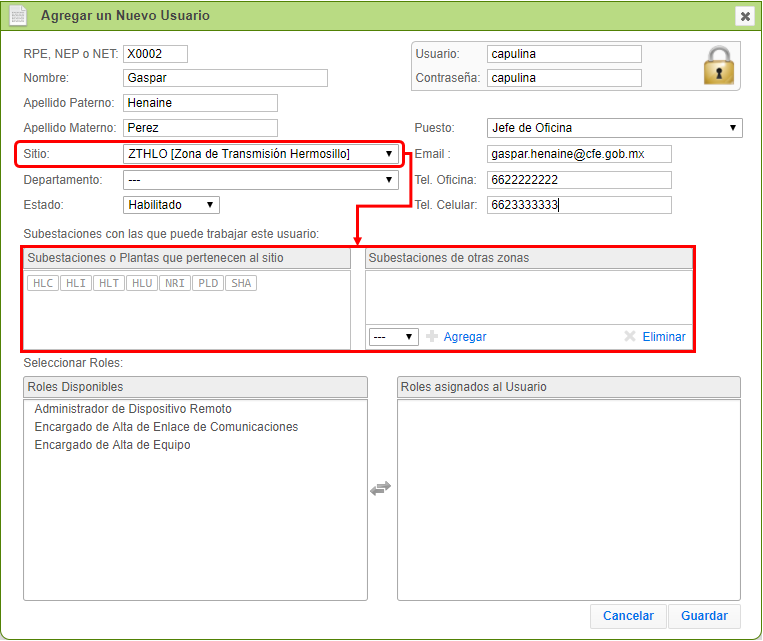 Agregar un Nuevo Usuario
RPE, NEP o NET: X0002
Nombre: Gaspar
Apellido Paterno: Henaine
Apellido Materno: Perez
Sitio: ZTHLO [Zona de Transmisión Hermosillo]
Departamento: ---
Estado: Habilitado
Usuario: capulina
Contraseña: capulina
Puesto: Jefe de Oficina
Email : gaspar.henaine@cfe.gob.mx
Tel. Oficina: 6622222222
Tel. Celular: 6623333333
Subestaciones con las que puede trabajar este usuario:
Subestaciones o Plantas que pertenecen al sitio
HLC HLI HLT HLU NRI PLD SHA
Subestaciones de otras zonas
--- Agregar Eliminar
Seleccionar Roles:
Roles Disponibles
Administrador de Dispositivo Remoto
Encargado de Alta de Enlace de Comunicaciones
Encargado de Alta de Equipo
Roles asignados al Usuario
Cancelar Guardar